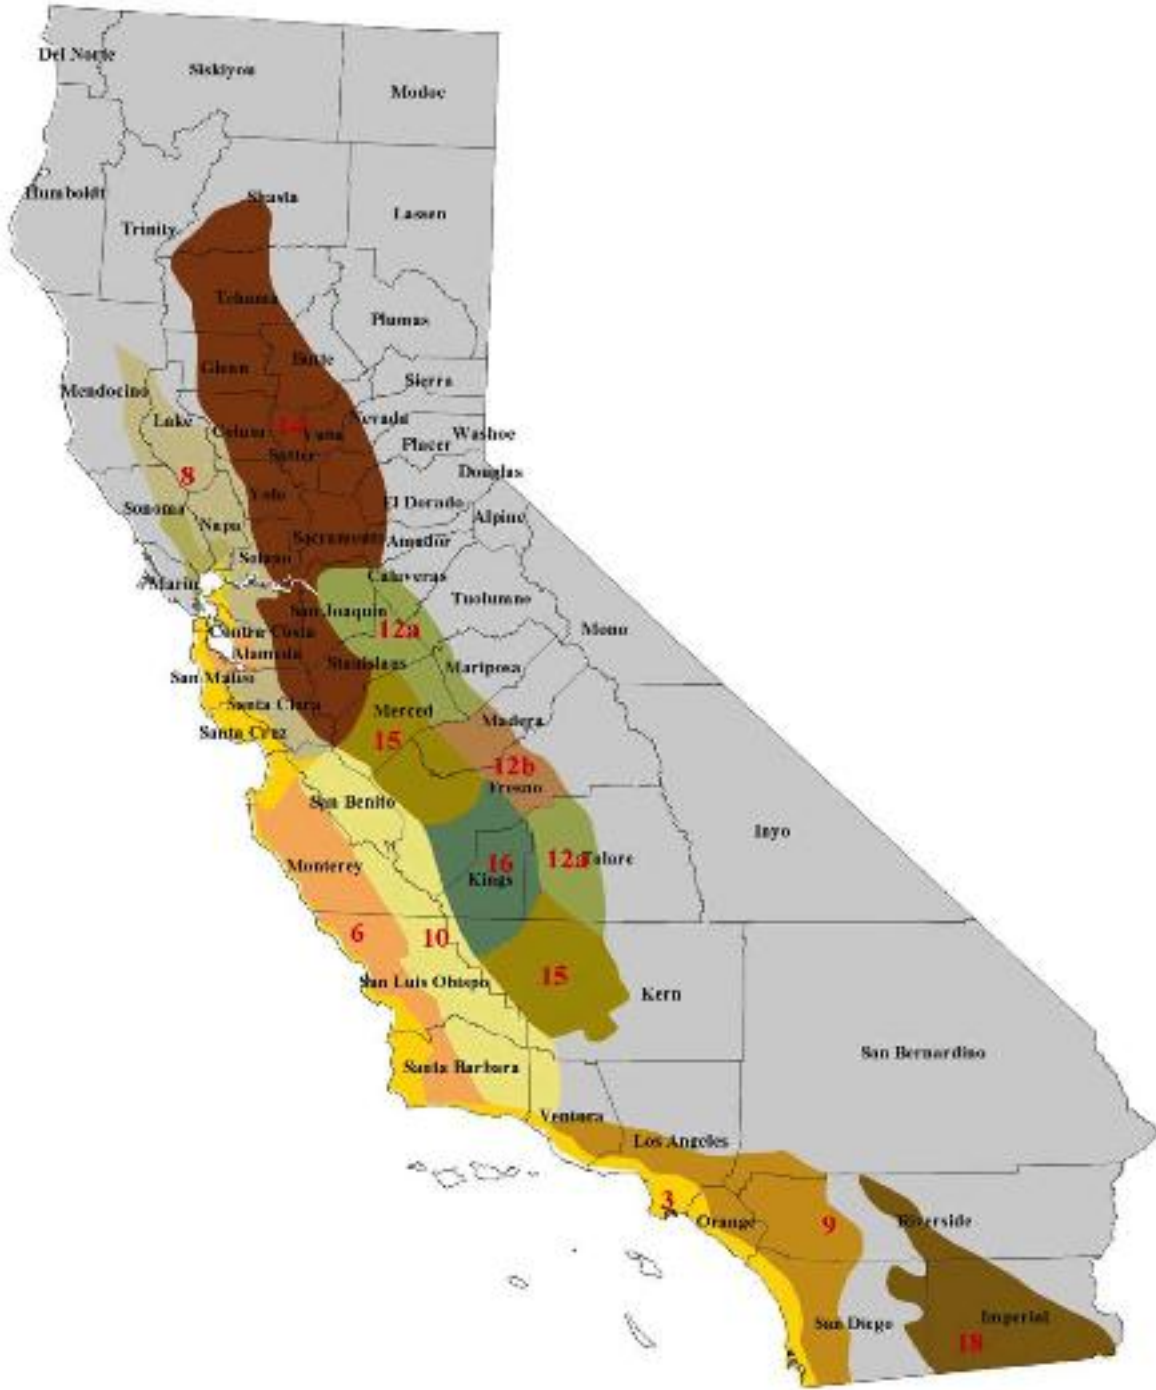 Del Norte
Siskiyou
Modoc
Humboldt
Trinity
Shasta
Lassen
Tehama
Plumas
Glenn
Butte
Sierra
Mendocino
Lake
Colusa
14
Yuba
Nevada
Placer
Washoe
Sutter
Douglas
8
Yolo
El Dorado
Sonoma
Napa
Alpine
Sacramento
Amador
Solano
Marin
Calaveras
Tuolumne
San Joaquin
12a
Mono
Contra Costa
Alameda
Stanislaus
Mariposa
San Mateo
Santa Clara
Merced
Madera
Santa Cruz
15
12b
Fresno
San Benito
Inyo
Monterey
16
12a
Tulare
Kings
6
10
San Luis Obispo
15
Kern
San Bernardino
Santa Barbara
Ventura
Los Angeles
3
Orange
9
Riverside
San Diego
Imperial
18